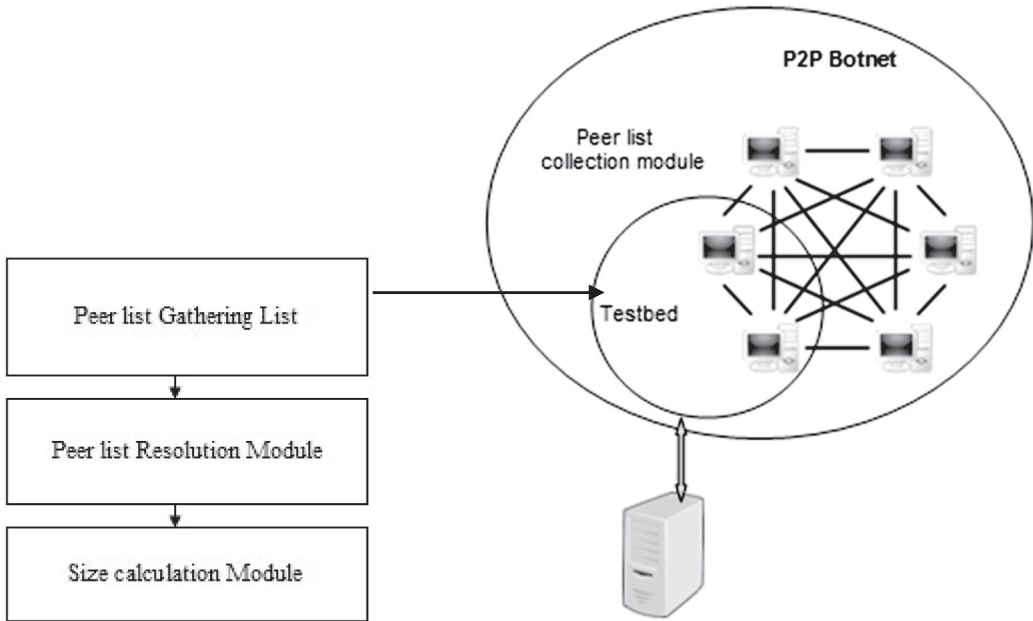 P2P Botnet
Peer list
collection module
Testbed
Peer list Gathering List
Peer list Resolution Module
Size calculation Module